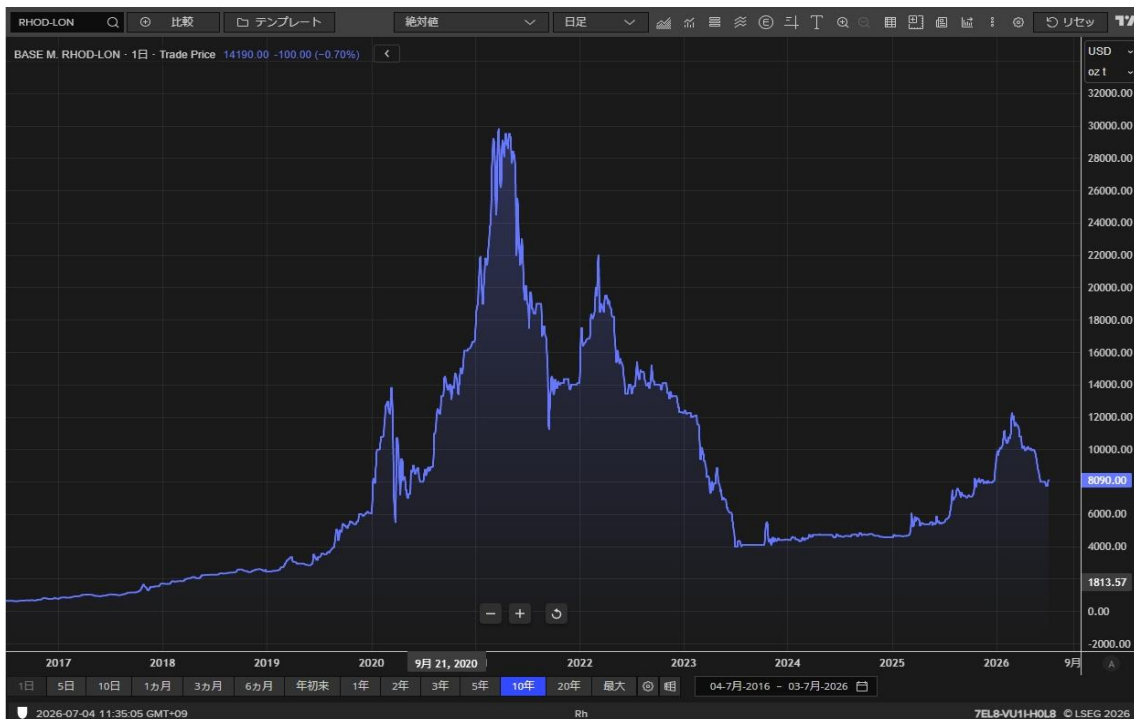 RHOD-LON 比較 テンプレート 絶対値 日足 リセッ
BASE M. RHOD-LON · 1日 · Trade Price 14190.00 -100.00 (−0.70%)
USD
oz t
32000.00
30000.00
28000.00
26000.00
24000.00
22000.00
20000.00
18000.00
16000.00
14000.00
12000.00
10000.00
8090.00
6000.00
4000.00
1813.57
0.00
-2000.00
2017 2018 2019 2020 9月 21, 2020 2022 2023 2024 2025 2026 9月 A
1日 5日 10日 1カ月 3カ月 6カ月 年初来 1年 2年 3年 5年 10年 20年 最大 04-7月-2016 - 03-7月-2026
2026-07-04 11:35:05 GMT+09 Rh 7EL8-VU1I-H0L8 © LSEG 2026